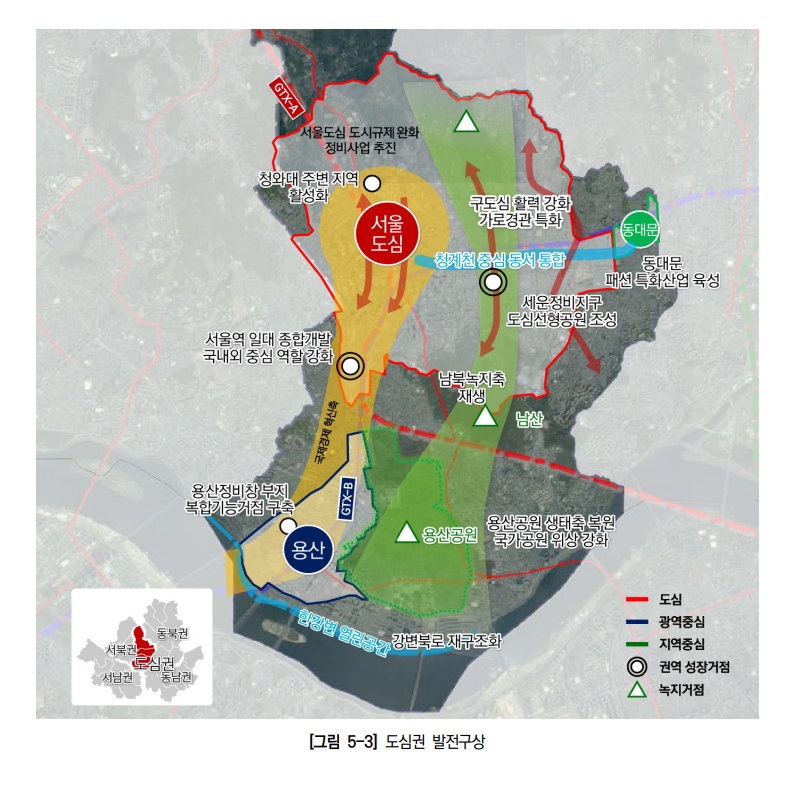 GTX-A
서울도심 도시규제 완화
정비사업 추진
청와대 주변 지역
활성화
서울
도심
구도심 활력 강화
가로경관 특화
동대문
청계천 중심 동서 통합
동대문
패션 특화산업 육성
세운정비지구
도심선형공원 조성
서울역 일대 종합개발
국내외 중심 역할 강화
남북녹지축
재생
남산
국제경제 혁신축
GTX-B
용산정비창 부지
복합기능거점 구축
용산
용산공원
용산공원 생태축 복원
국가공원 위상 강화
한강변 열린공간
강변북로 재구조화
동북권
서북권
도심권
서남권
동남권
도심
광역중심
지역중심
권역 성장거점
녹지거점
[그림 5-3] 도심권 발전구상